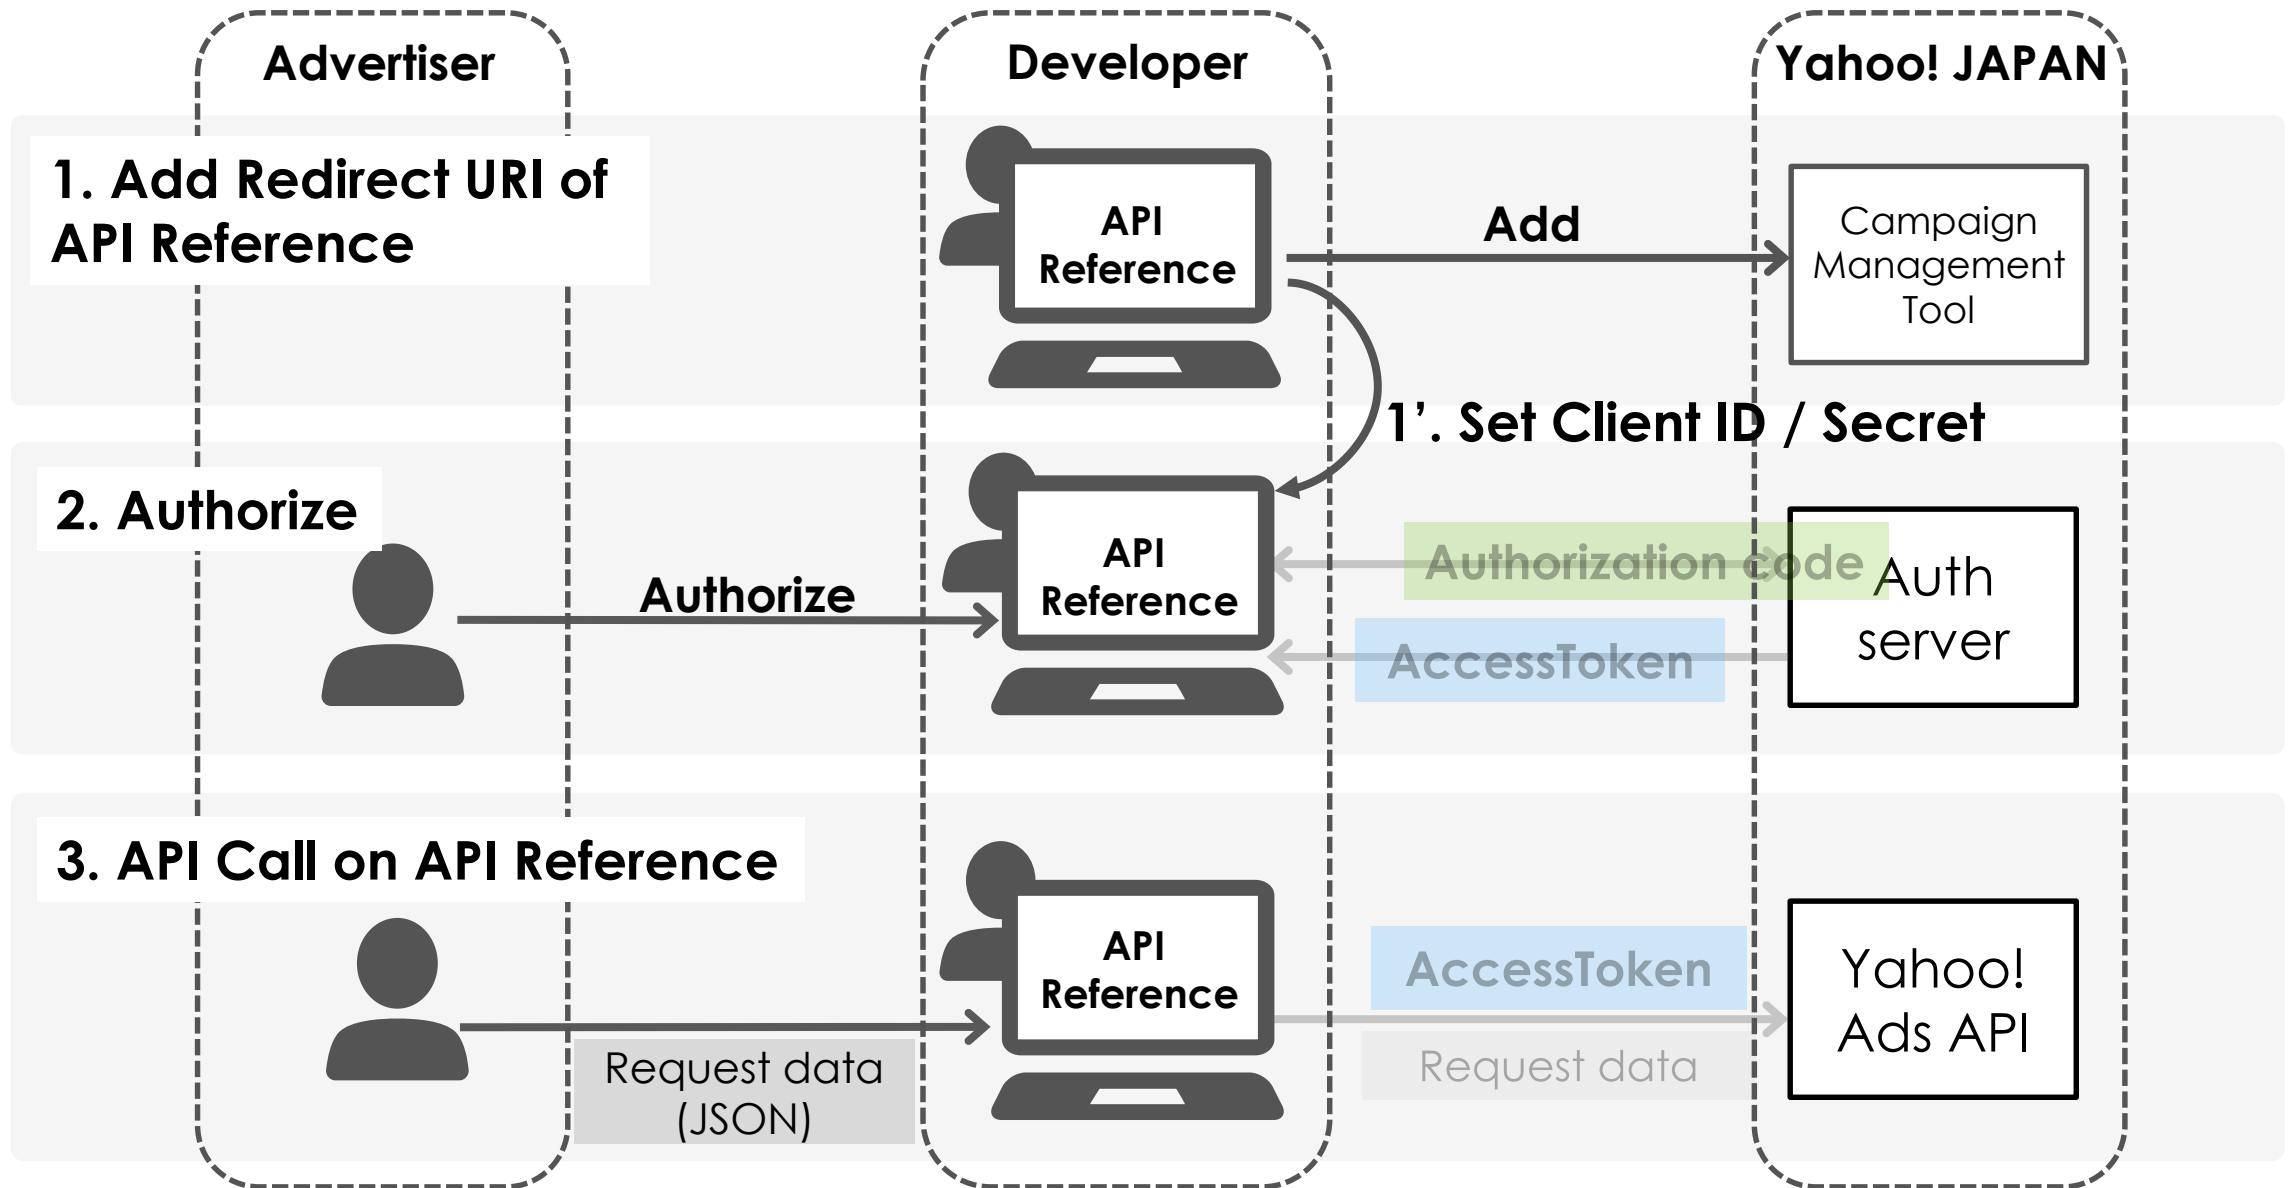 Advertiser
Developer
Yahoo! JAPAN
1. Add Redirect URI of
API Reference
API
Reference
Add
Campaign
Management
Tool
1’. Set Client ID / Secret
2. Authorize
Authorize
API
Reference
Authorization code
AccessToken
Auth
server
3. API Call on API Reference
Request data
(JSON)
API
Reference
AccessToken
Request data
Yahoo!
Ads API